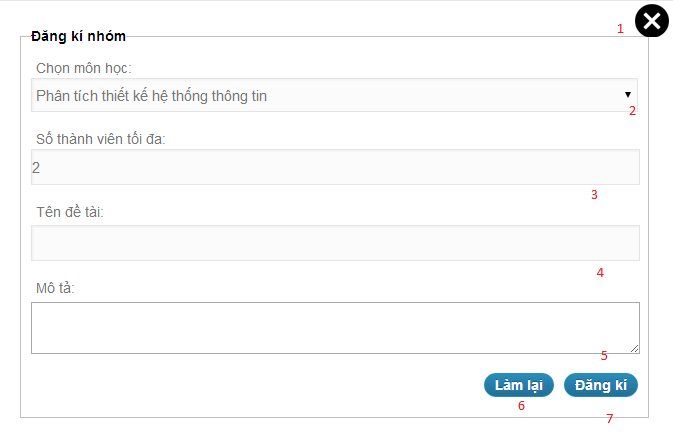 1
Đăng kí nhóm
Chọn môn học:
Phân tích thiết kế hệ thống thông tin
2
Số thành viên tối đa:
2
3
Tên đề tài:
4
Mô tả:
5
Làm lại Đăng kí
6
7